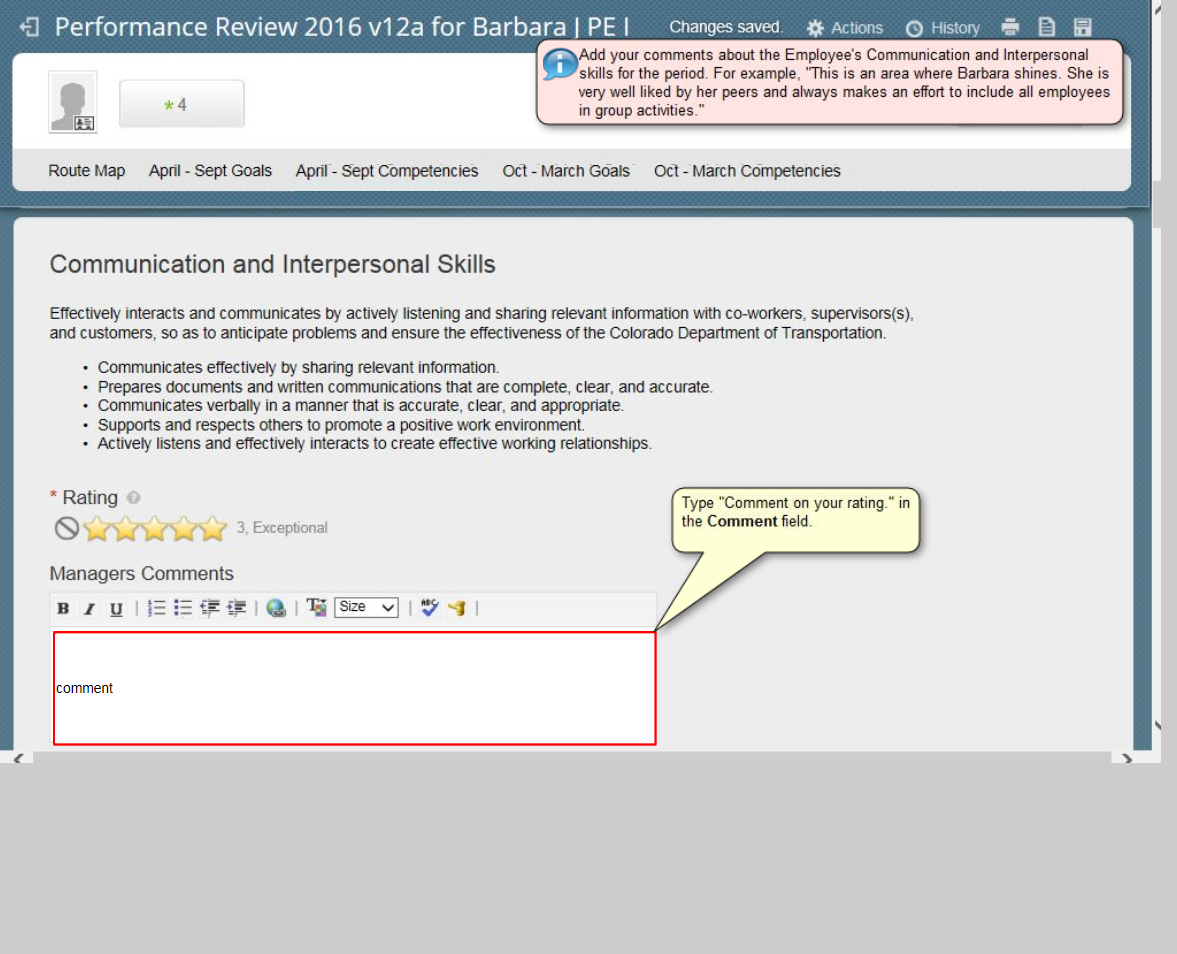 Performance Review 2016 v12a for Barbara J PE I
Changes saved.
Actions
History
Add your comments about the Employee's Communication and Interpersonal
skills for the period. For example, "This is an area where Barbara shines. She is
very well liked by her peers and always makes an effort to include all employees
in group activities."
*4
Route Map April - Sept Goals April - Sept Competencies Oct - March Goals Oct - March Competencies
Communication and Interpersonal Skills
Effectively interacts and communicates by actively listening and sharing relevant information with co-workers, supervisors(s),
and customers, so as to anticipate problems and ensure the effectiveness of the Colorado Department of Transportation.
• Communicates effectively by sharing relevant information.
• Prepares documents and written communications that are complete, clear, and accurate.
• Communicates verbally in a manner that is accurate, clear, and appropriate.
• Supports and respects others to promote a positive work environment.
• Actively listens and effectively interacts to create effective working relationships.
* Rating ?
3, Exceptional
Type "Comment on your rating." in
the Comment field.
Managers Comments
B I U Size ABC
comment